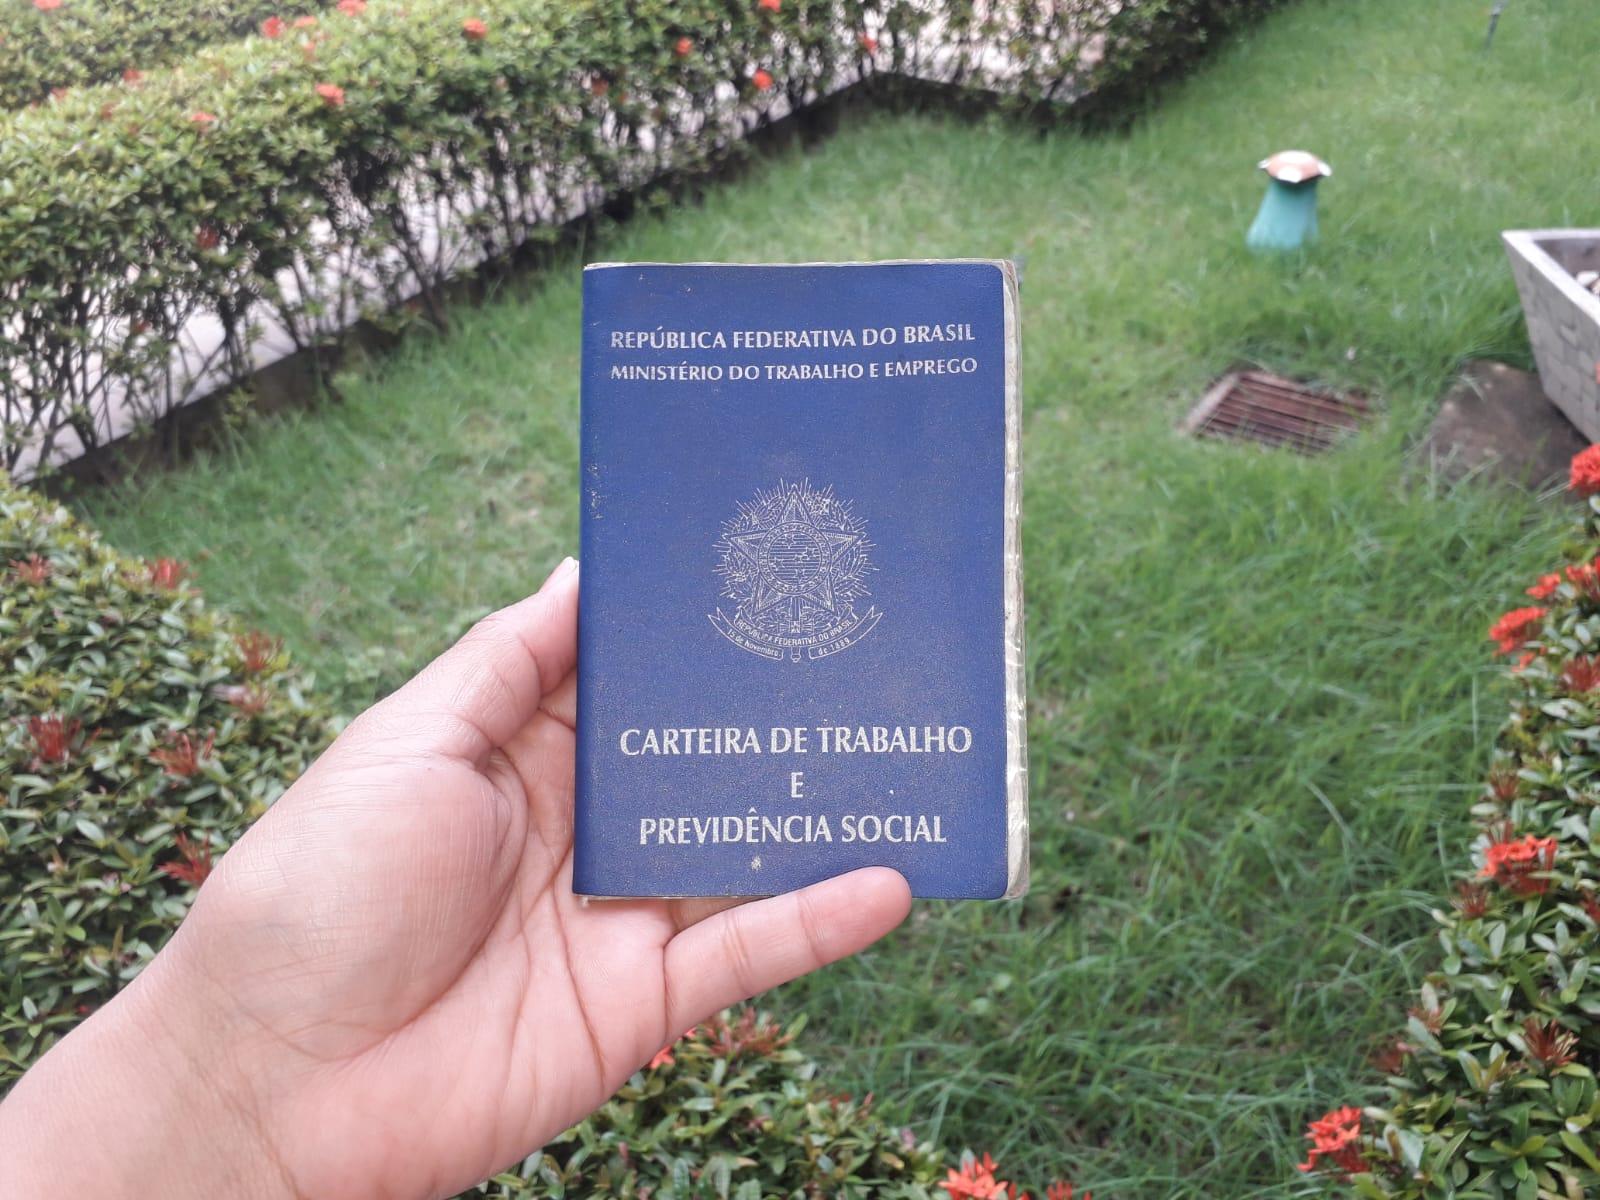 REPÚBLICA FEDERATIVA DO BRASIL
MINISTÉRIO DO TRABALHO E EMPREGO
REPÚBLICA FEDERATIVA DO BRASIL
15 de Novembro de 1889
CARTEIRA DE TRABALHO
E
PREVIDÊNCIA SOCIAL